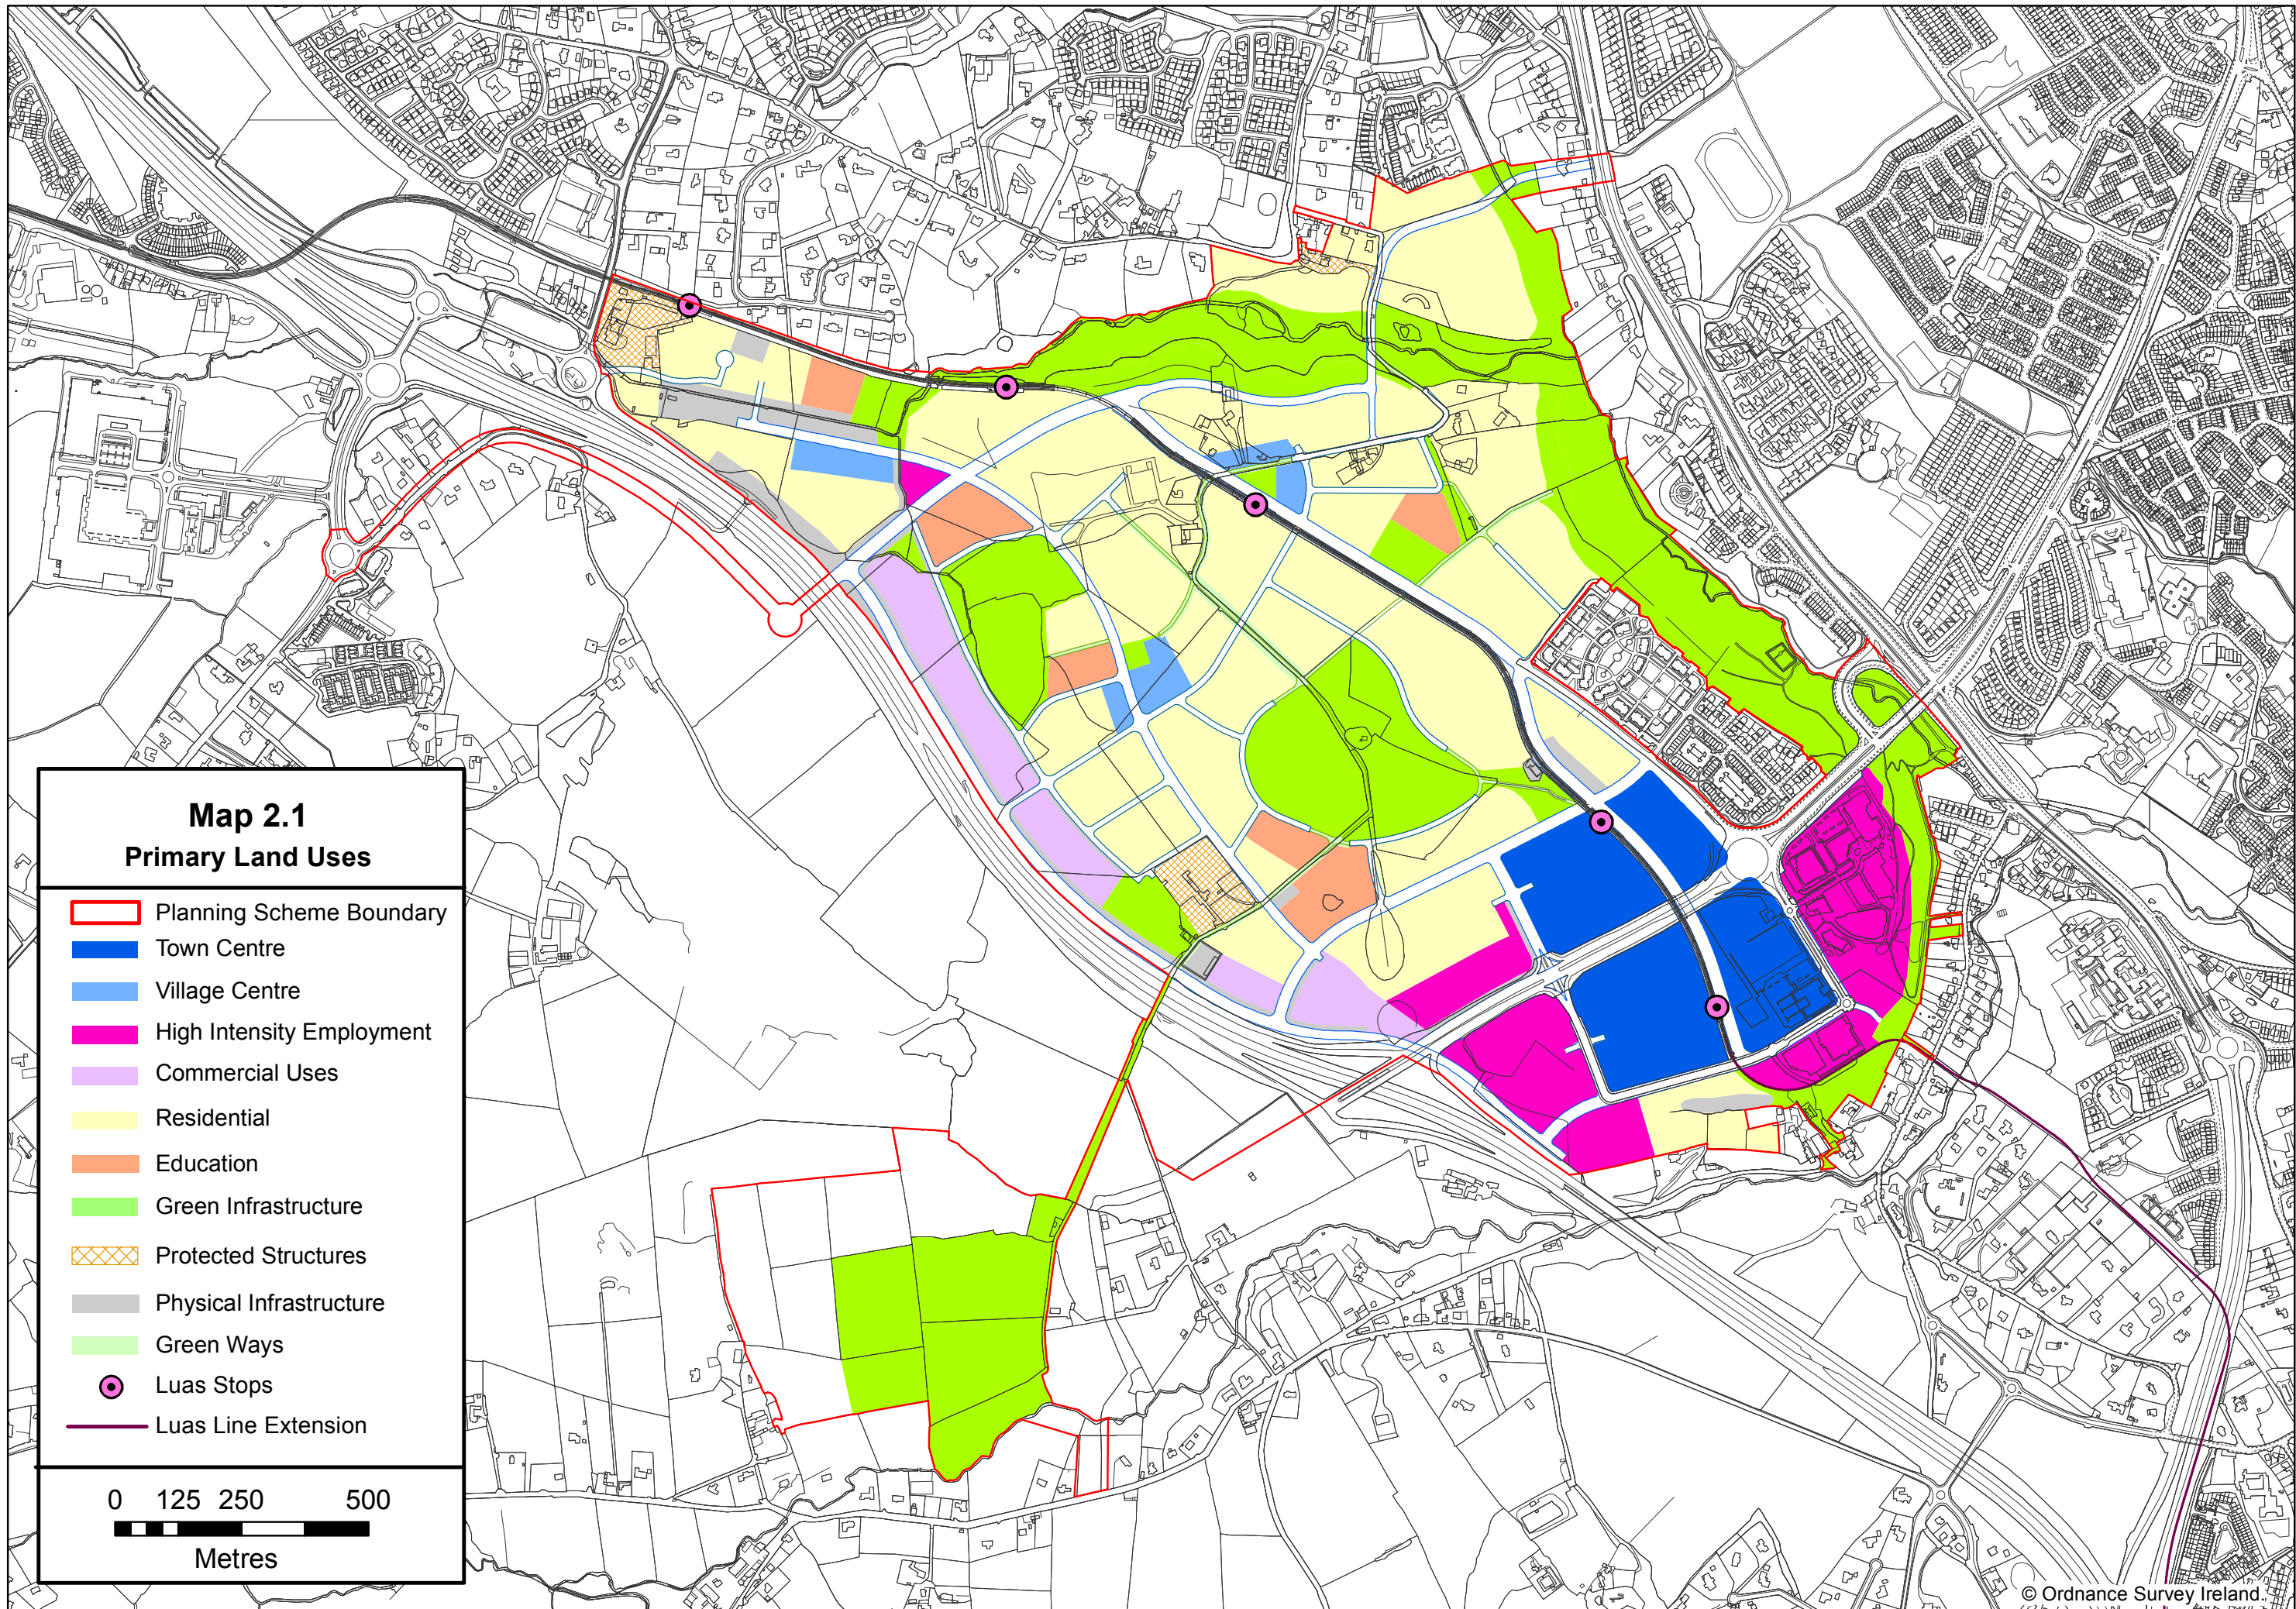 Map 2.1
Primary Land Uses
Planning Scheme Boundary
Town Centre
Village Centre
High Intensity Employment
Commercial Uses
Residential
Education
Green Infrastructure
Protected Structures
Physical Infrastructure
Green Ways
Luas Stops
Luas Line Extension
0 125 250 500
Metres
© Ordnance Survey Ireland.